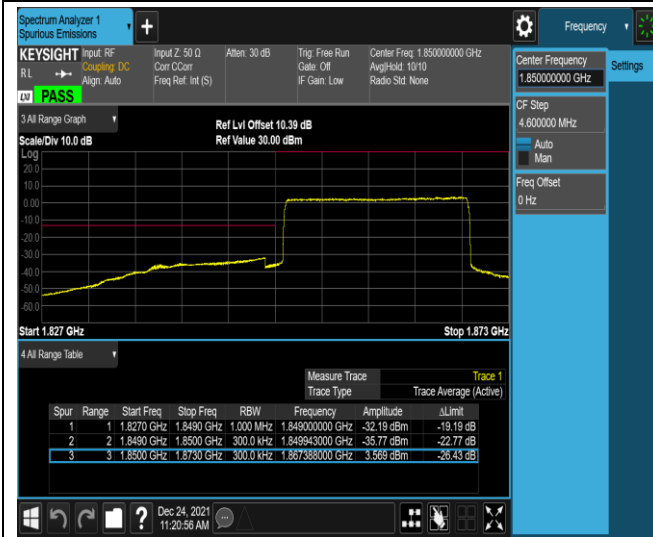 Spectrum Analyzer 1
Spurious Emissions
Frequency
KEYSIGHT
R L
LXI PASS
Input: RF
Coupling: DC
Align: Auto
Input Z: 50 Ω
Corr CCorr
Freq Ref: Int (S)
Atten: 30 dB
Trig: Free Run
Gate: Off
IF Gain: Low
Center Freq: 1.850000000 GHz
Avg|Hold: 10/10
Radio Std: None
Center Frequency
1.850000000 GHz
Settings
CF Step
4.600000 MHz
Auto
Man
Freq Offset
0 Hz
3 All Range Graph
Scale/Div 10.0 dB
Ref Lvl Offset 10.39 dB
Ref Value 30.00 dBm
Log
20.0
10.0
0.00
-10.0
-20.0
-30.0
-40.0
-50.0
-60.0
Start 1.827 GHz Stop 1.873 GHz
4 All Range Table
Measure Trace Trace 1
Trace Type Trace Average (Active)
Spur Range Start Freq Stop Freq RBW Frequency Amplitude ΔLimit
1 1 1.8270 GHz 1.8490 GHz 1.000 MHz 1.849000000 GHz -32.19 dBm -19.19 dB
2 2 1.8490 GHz 1.8500 GHz 300.0 kHz 1.849943000 GHz -35.77 dBm -22.77 dB
3 3 1.8500 GHz 1.8730 GHz 300.0 kHz 1.867388000 GHz 3.569 dBm -26.43 dB
Dec 24, 2021
11:20:56 AM